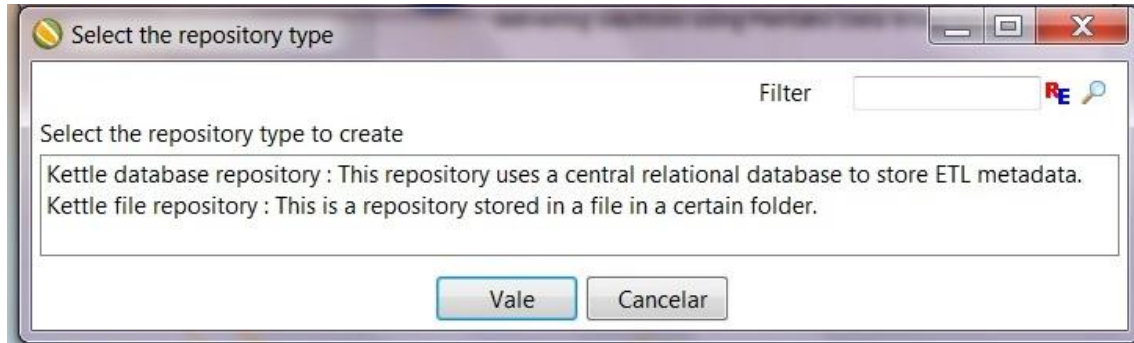 Select the repository type
Filter
RE
Select the repository type to create
Kettle database repository : This repository uses a central relational database to store ETL metadata.
Kettle file repository : This is a repository stored in a file in a certain folder.
Vale
Cancelar